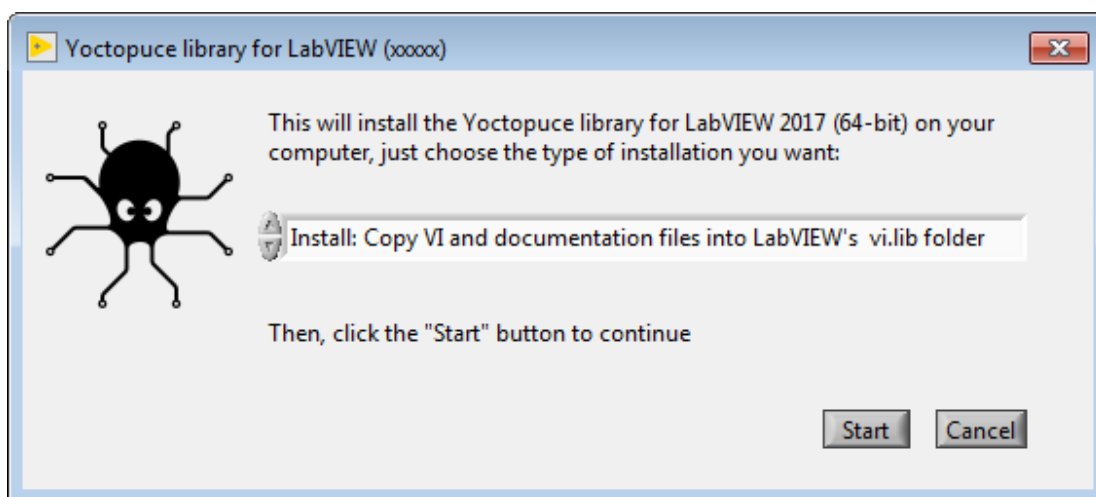 Yoctopuce library for LabVIEW (xxxxx)
This will install the Yoctopuce library for LabVIEW 2017 (64-bit) on your
computer, just choose the type of installation you want:
Install: Copy VI and documentation files into LabVIEW's  vi.lib folder
Then, click the "Start" button to continue
Start
Cancel